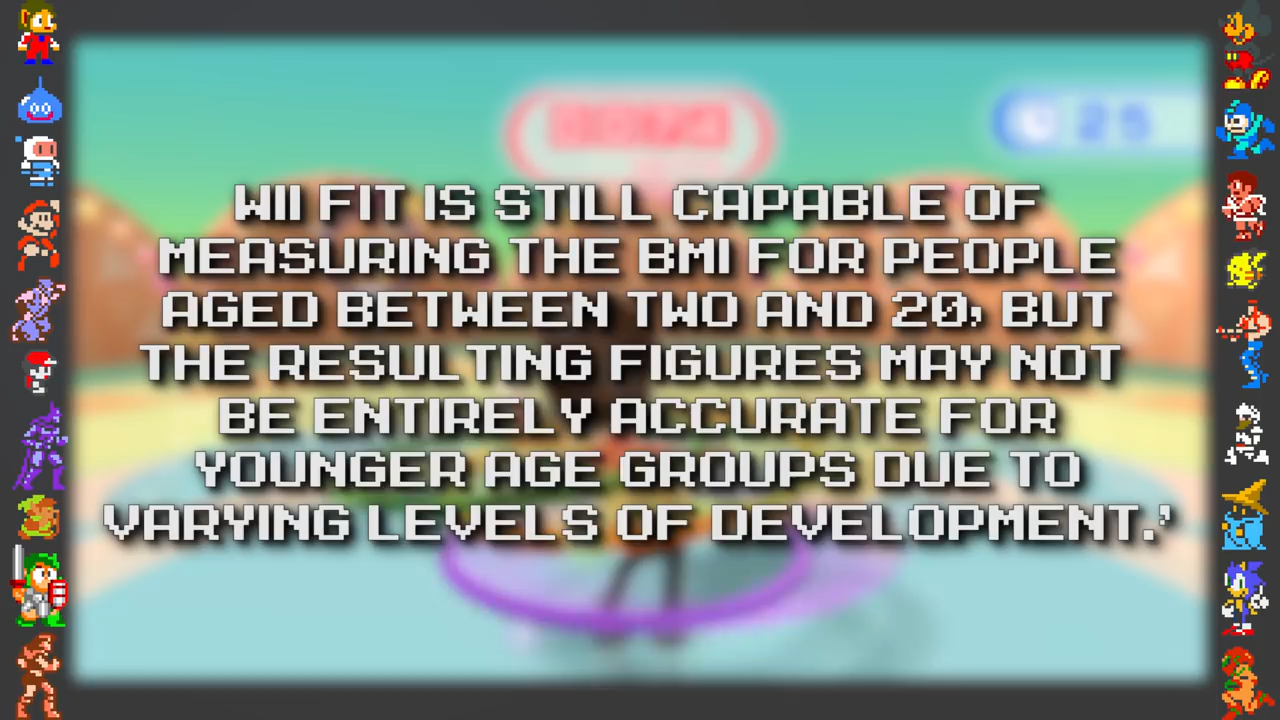 25
WII FIT IS STILL CAPABLE OF
MEASURING THE BMI FOR PEOPLE
AGED BETWEEN TWO AND 20, BUT
THE RESULTING FIGURES MAY NOT
BE ENTIRELY ACCURATE FOR
YOUNGER AGE GROUPS DUE TO
VARYING LEVELS OF DEVELOPMENT.'